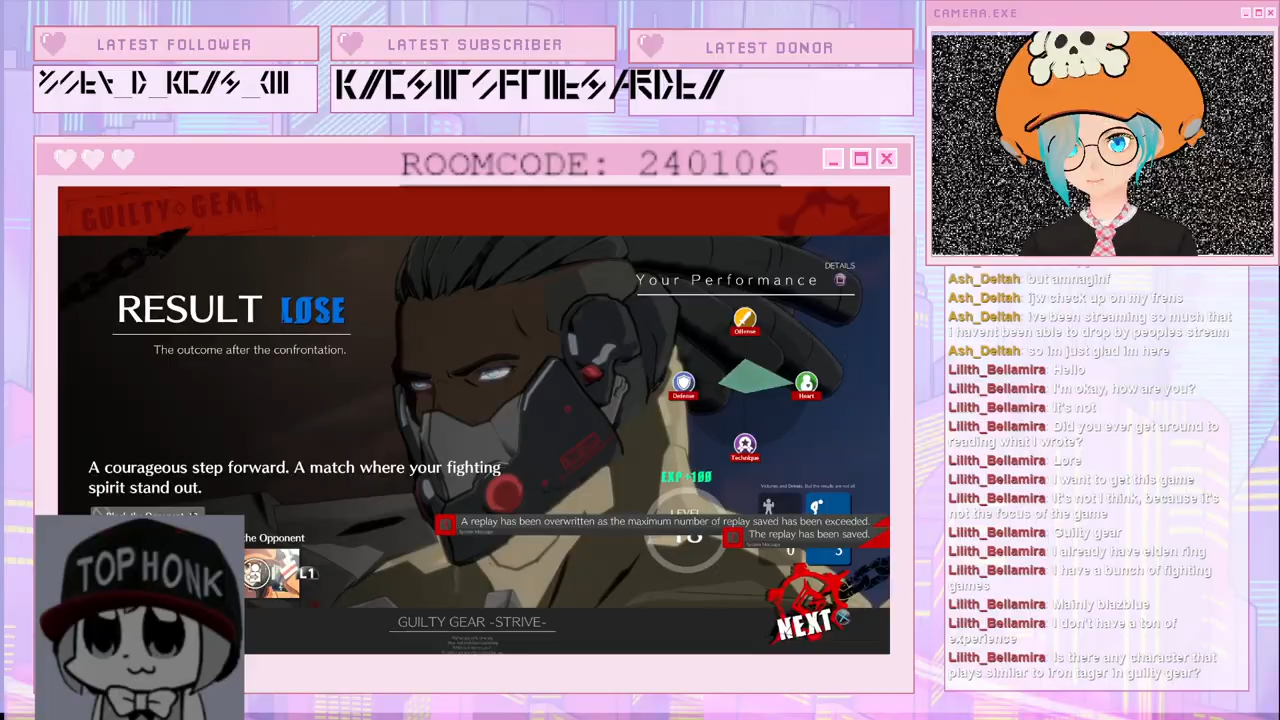 CAMERA.EXE
LATEST FOLLOWER
LATEST SUBSCRIBER
LATEST DONOR
ROOMCODE: 240106
GUILTY GEAR
DETAILS
Your Performance
RESULT LOSE
The outcome after the confrontation.
Offense
Defense
Heart
Technique
A courageous step forward. A match where your fighting
spirit stand out.
EXP+100
LEVEL
A replay has been overwritten as the maximum number of replay saved has been exceeded.
System Message
The replay has been saved.
System Message
the Opponent
L1
0
3
NEXT
GUILTY GEAR -STRIVE-
TOP HONK
Ash_Deltah: but amnaginf
Ash_Deltah: ijw check up on my frens
Ash_Deltah: ive been streaming so much that
i havent been able to drop by peoples stream
Ash_Deltah: so im just glad im here
Lilith_Bellamira: Hello
Lilith_Bellamira: I'm okay, how are you?
Lilith_Bellamira: It's not
Lilith_Bellamira: Did you ever get around to
reading what I wrote?
Lilith_Bellamira: Lore
Lilith_Bellamira: I want to get this game
Lilith_Bellamira: It's not I think, because it's
not the focus of the game
Lilith_Bellamira: Guilty gear
Lilith_Bellamira: I already have elden ring
Lilith_Bellamira: I have a bunch of fighting
games
Lilith_Bellamira: Mainly blazblue
Lilith_Bellamira: I don't have a ton of
experience
Lilith_Bellamira: Is there any character that
plays similar to iron tager in guilty gear?